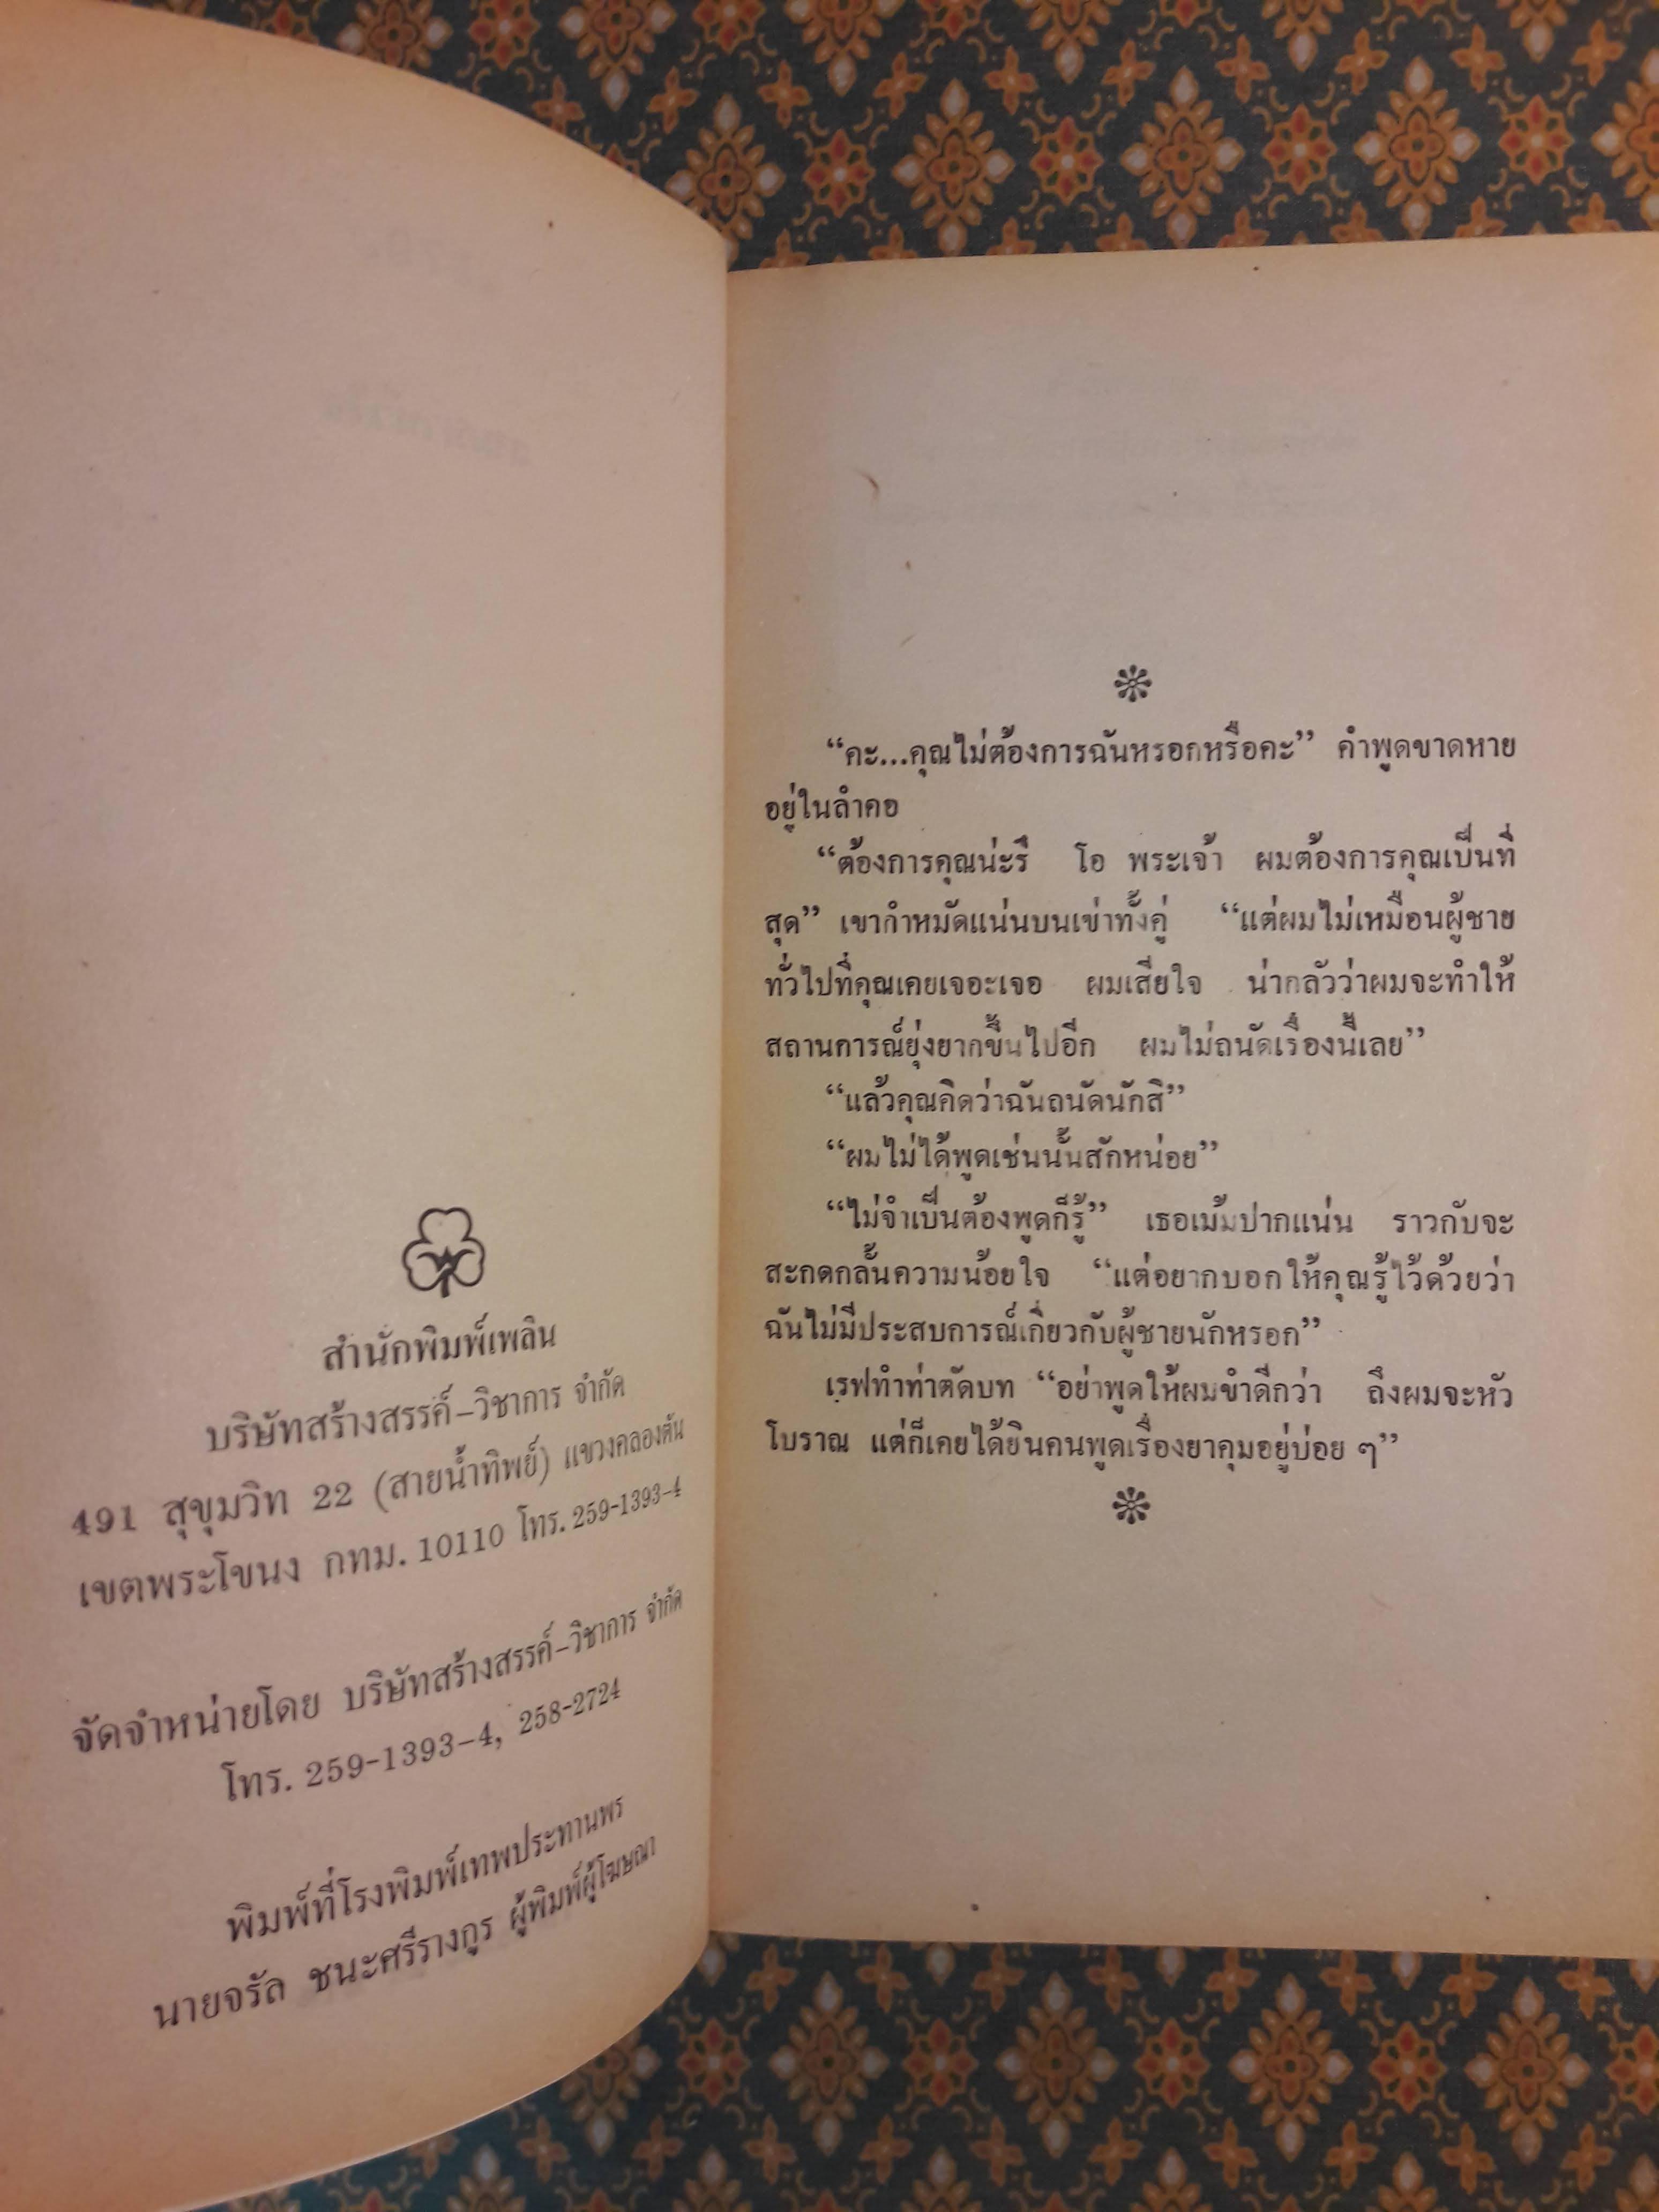 สำนักพิมพ์เพลิน
บริษัทสร้างสรรค์-วิชาการ จำกัด
491 สุขุมวิท 22 (สายน้ำทิพย์) แขวงคลองตัน
เขตพระโขนง กทม. 10110 โทร. 259-1393-4
จัดจำหน่ายโดย บริษัทสร้างสรรค์-วิชาการ จำกัด
โทร. 259-1393-4, 258-2724
พิมพ์ที่โรงพิมพ์เทพประทานพร
นายจรัล ชนะศรีรางกูร ผู้พิมพ์ผู้โฆษณา
“คะ...คุณไม่ต้องการฉันหรอกหรือคะ” คำพูดขาดหาย
อยู่ในลำคอ
“ต้องการคุณน่ะรึ โอ พระเจ้า ผมต้องการคุณเป็นที่
สุด” เขากำหมัดแน่นบนเข่าทั้งคู่ “แต่ผมไม่เหมือนผู้ชาย
ทั่วไปที่คุณเคยเจอะเจอ ผมเสียใจ น่ากลัวว่าผมจะทำให้
สถานการณ์ยุ่งยากขึ้นไปอีก ผมไม่ถนัดเรื่องนี้เลย”
“แล้วคุณคิดว่าฉันถนัดนักสิ”
“ผมไม่ได้พูดเช่นนั้นสักหน่อย”
“ไม่จำเป็นต้องพูดก็รู้” เธอเม้มปากแน่น ราวกับจะ
สะกดกลั้นความน้อยใจ “แต่อยากบอกให้คุณรู้ไว้ด้วยว่า
ฉันไม่มีประสบการณ์เกี่ยวกับผู้ชายนักหรอก”
เรฟทำท่าตัดบท “อย่าพูดให้ผมขำดีกว่า ถึงผมจะหัว
โบราณ แต่ก็เคยได้ยินคนพูดเรื่องยาคุมอยู่บ่อย ๆ”